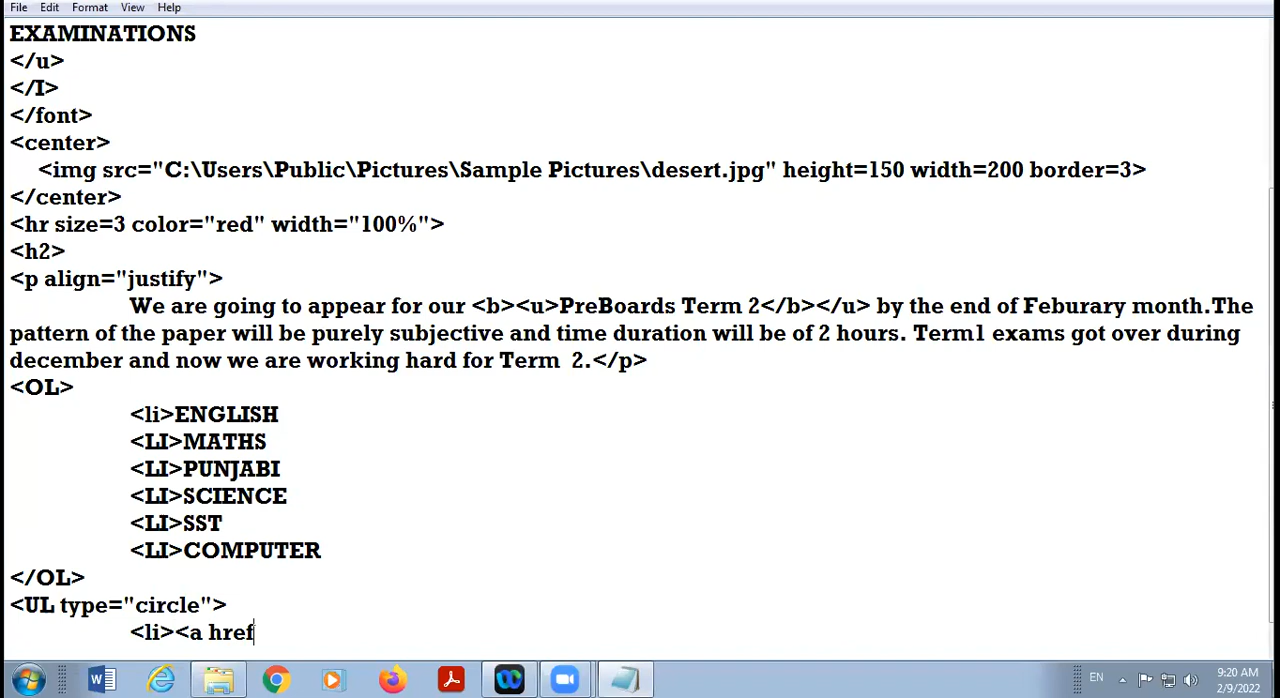 File Edit Format View Help
EXAMINATIONS
</u>
</I>
</font>
<center>
<img src="C:\Users\Public\Pictures\Sample Pictures\desert.jpg" height=150 width=200 border=3>
</center>
<hr size=3 color="red" width="100%">
<h2>
<p align="justify">
We are going to appear for our <b><u>PreBoards Term 2</b></u> by the end of Feburary month.The
pattern of the paper will be purely subjective and time duration will be of 2 hours. Term1 exams got over during
december and now we are working hard for Term 2.</p>
<OL>
<li>ENGLISH
<LI>MATHS
<LI>PUNJABI
<LI>SCIENCE
<LI>SST
<LI>COMPUTER
</OL>
<UL type="circle">
<li><a href
EN
9:20 AM
2/9/2022